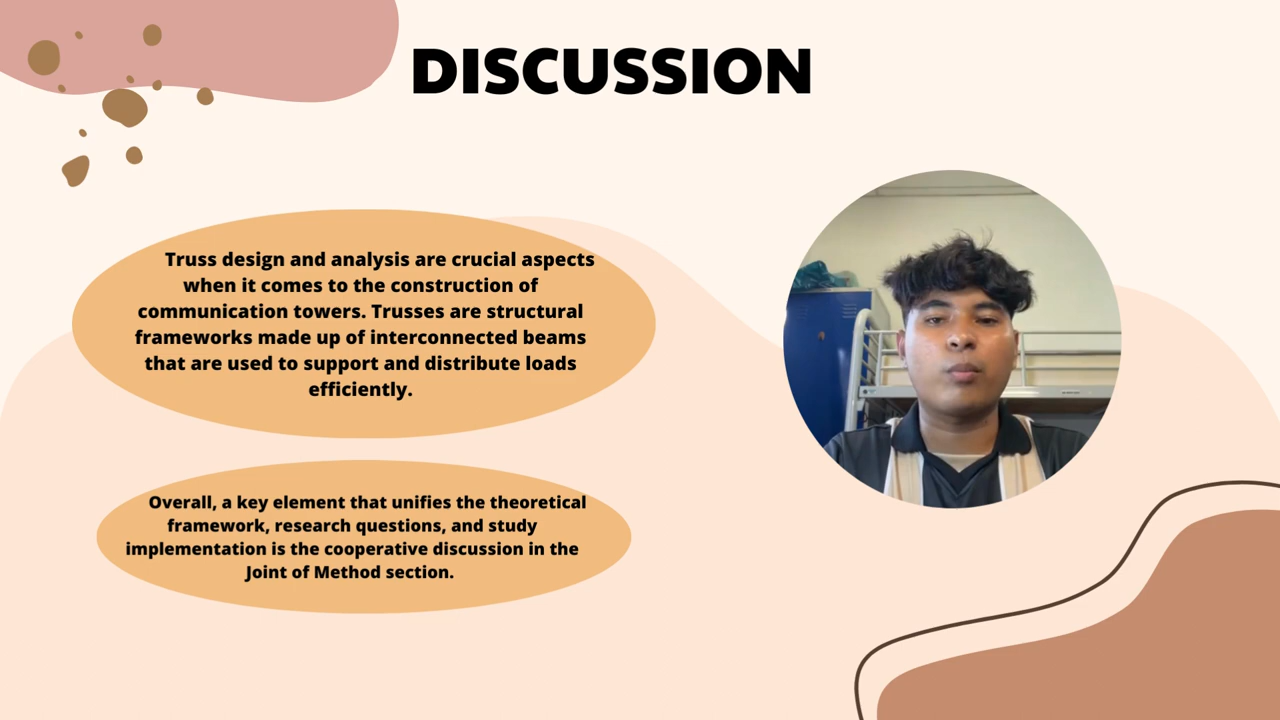 DISCUSSION
Truss design and analysis are crucial aspects
when it comes to the construction of
communication towers. Trusses are structural
frameworks made up of interconnected beams
that are used to support and distribute loads
efficiently.
Overall, a key element that unifies the theoretical
framework, research questions, and study
implementation is the cooperative discussion in the
Joint of Method section.